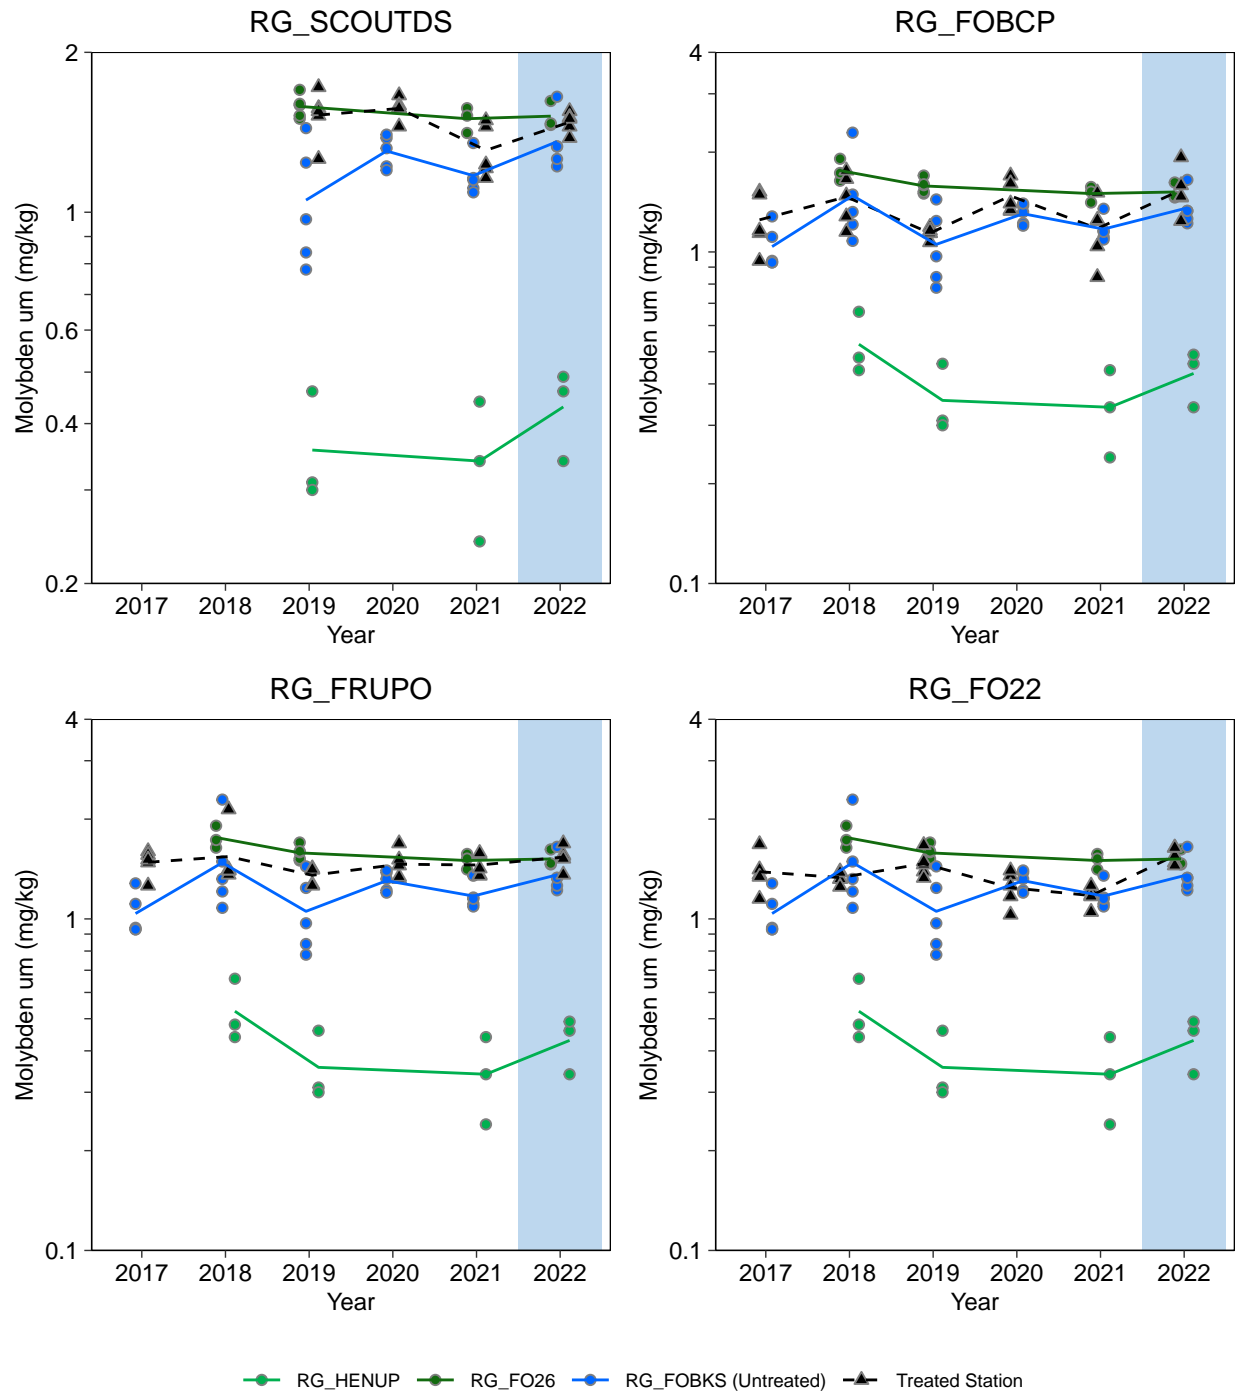 RG_SCOUTDS
2
1
0.6
0.4
0.2
Molybden um (mg/kg)
2017 2018 2019 2020 2021 2022
Year
RG_FOBCP
4
1
0.1
Molybden um (mg/kg)
2017 2018 2019 2020 2021 2022
Year
RG_FRUPO
4
1
0.1
Molybden um (mg/kg)
2017 2018 2019 2020 2021 2022
Year
RG_FO22
4
1
0.1
Molybden um (mg/kg)
2017 2018 2019 2020 2021 2022
Year
RG_HENUP RG_FO26 RG_FOBKS (Untreated) Treated Station